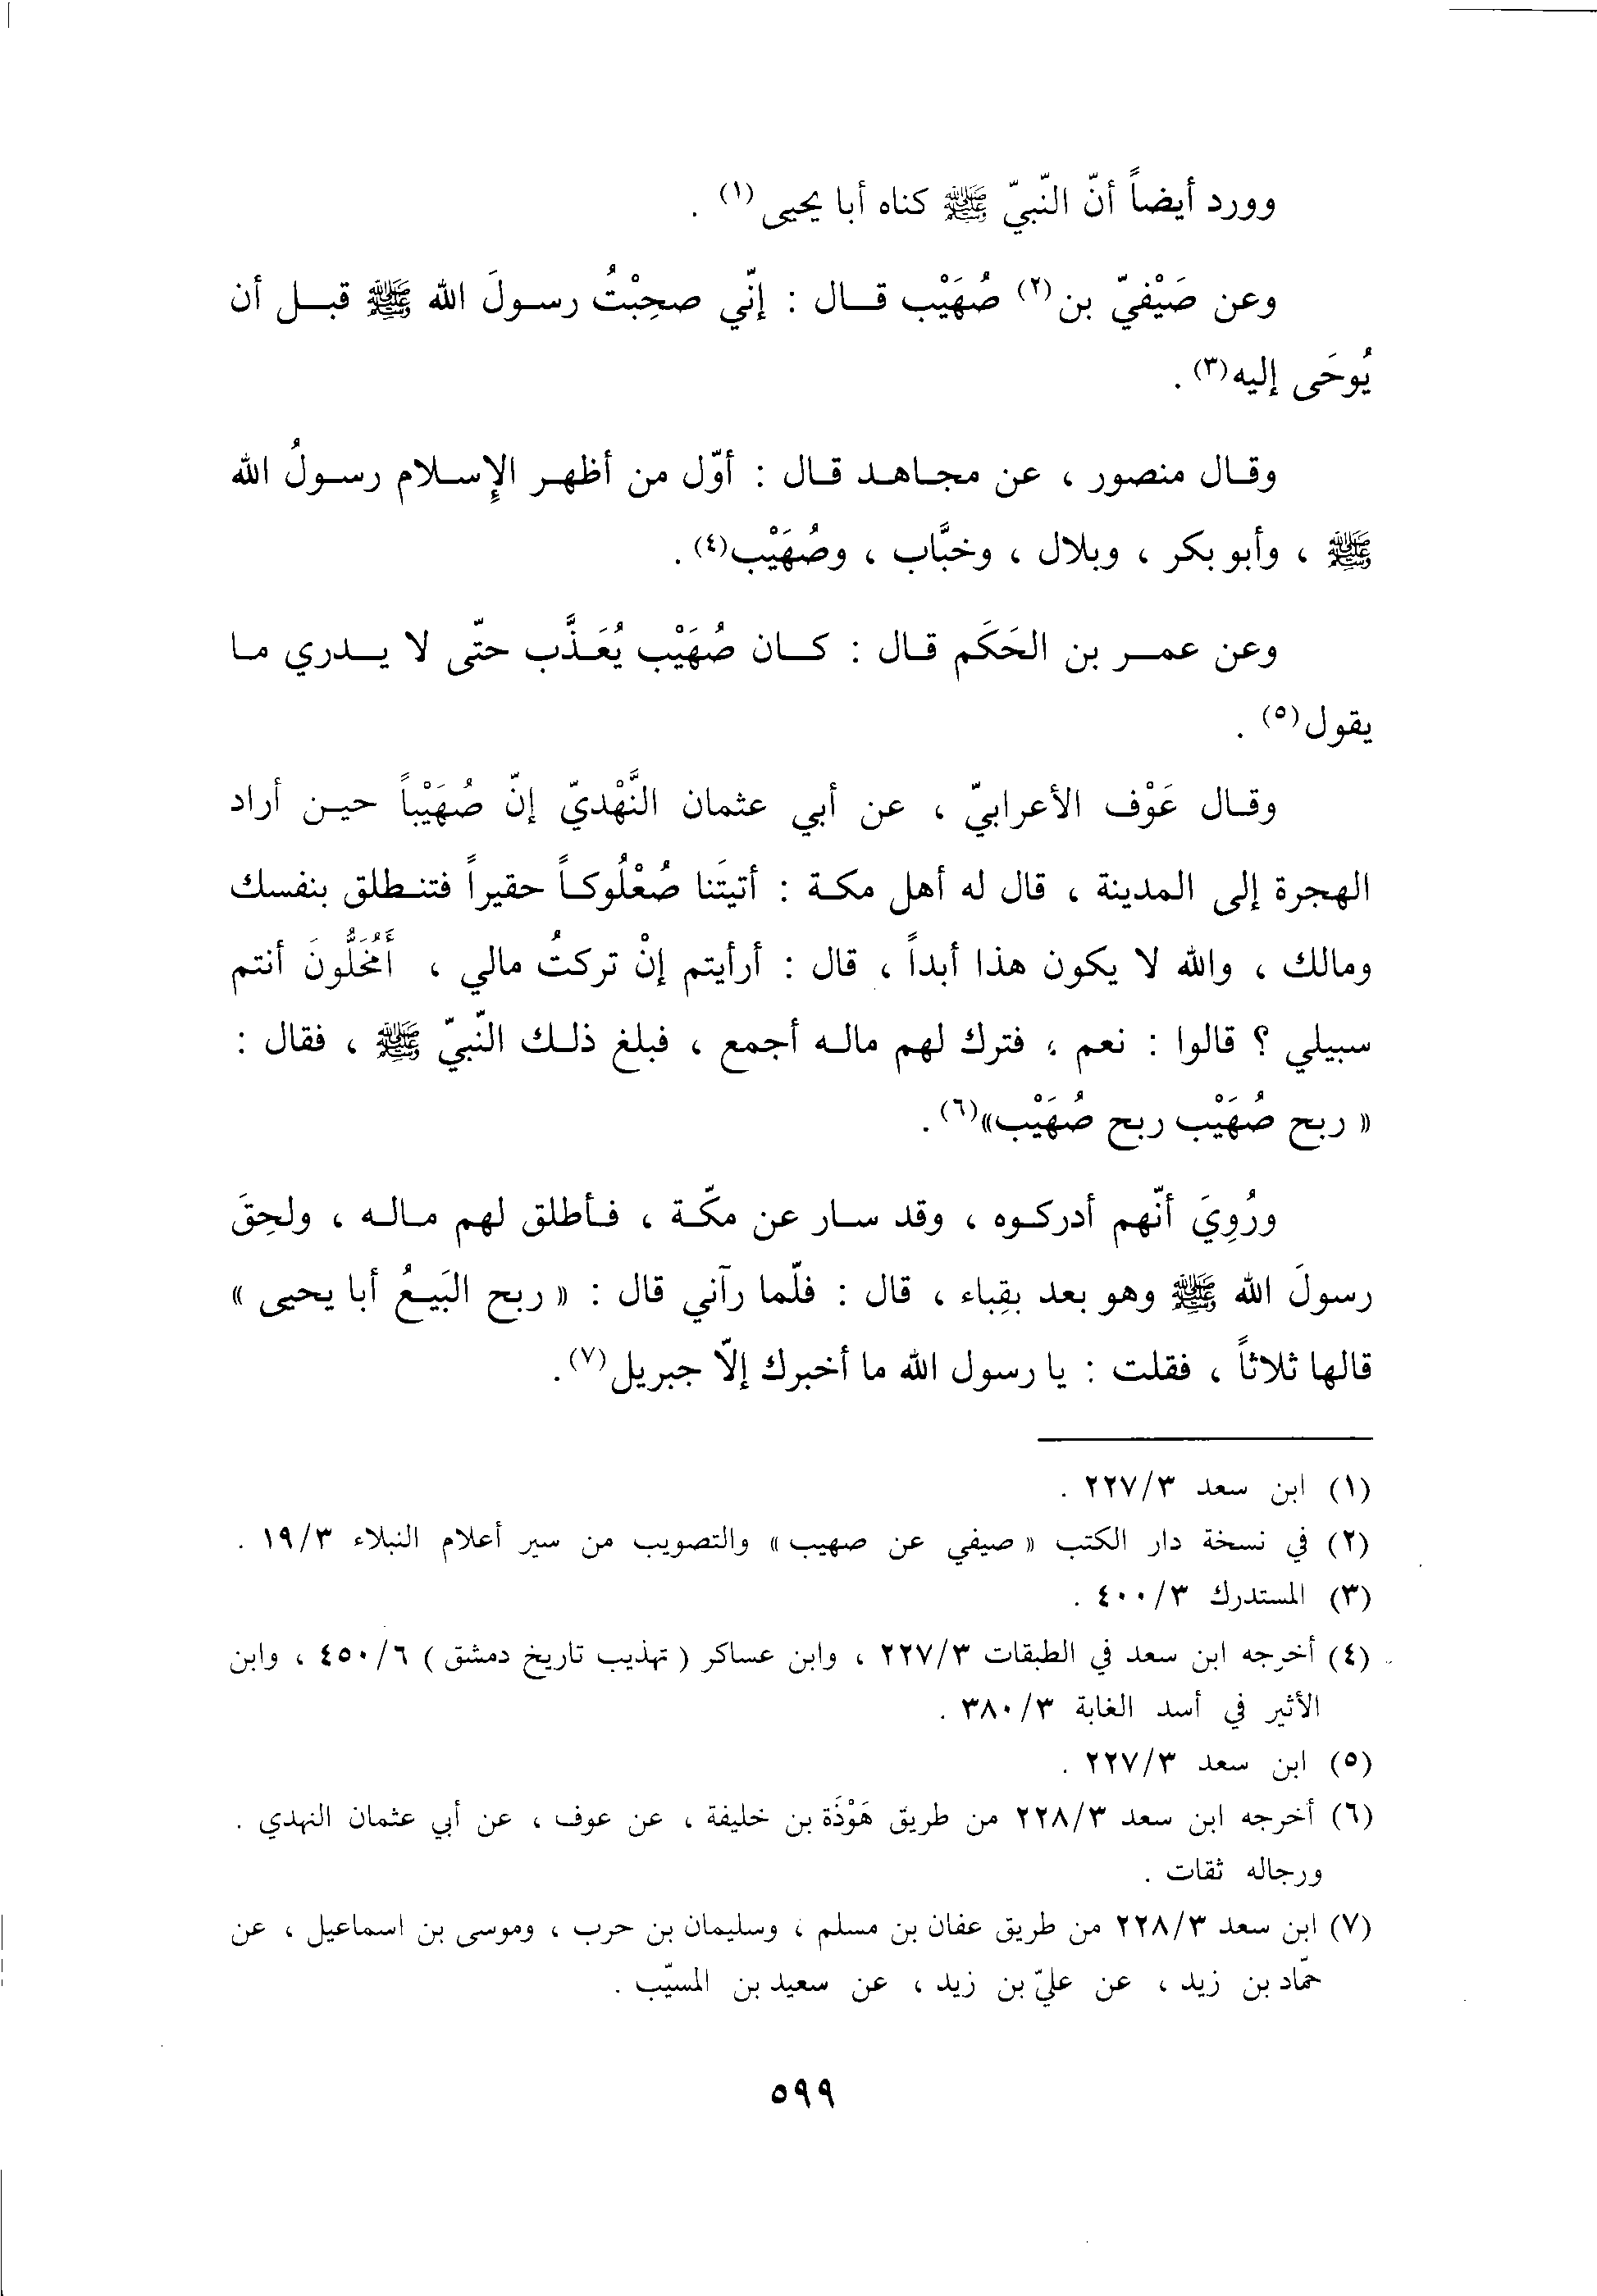 وورد أيضاً أنّ النّبيّ ﷺ كناه أبا يحيى(١) .
وعن صَيْفيّ بن(٢) صُهَيْب قال : إنّي صحِبْتُ رسولَ الله ﷺ قبل أن
يُوحَى إليه(٣) .
وقال منصور ، عن مجاهد قال : أوّل من أظهر الإِسلام رسولُ الله
ﷺ ، وأبو بكر ، وبلال ، وخبَّاب ، وصُهَيْب(٤) .
وعن عمر بن الحَكَم قال : كان صُهَيْب يُعَذَّب حتّى لا يدري ما
يقول(٥) .
وقال عَوْف الأعرابيّ ، عن أبي عثمان النَّهْديّ إنّ صُهَيْباً حين أراد
الهجرة إلى المدينة ، قال له أهل مكة : أتيتَنا صُعْلُوكاً حقيراً فتنطلق بنفسك
ومالك ، والله لا يكون هذا أبداً ، قال : أرأيتم إنْ تركتُ مالي ، أَمُخَلُّونَ أنتم
سبيلي ؟ قالوا : نعم ، فترك لهم ماله أجمع ، فبلغ ذلك النّبيّ ﷺ ، فقال :
« ربح صُهَيْب ربح صُهَيْب»(٦) .
ورُوِيَ أنّهم أدركوه ، وقد سار عن مكّة ، فأطلق لهم ماله ، ولحِقَ
رسولَ الله ﷺ وهو بعد بقِباء ، قال : فلّما رآني قال : « ربح البَيعُ أبا يحيى »
قالها ثلاثاً ، فقلت : يا رسول الله ما أخبرك إلاّ جبريل(٧) .
(١) ابن سعد ٢٢٧/٣ .
(٢) في نسخة دار الكتب « صيفي عن صهيب» والتصويب من سير أعلام النبلاء ١٩/٣ .
(٣) المستدرك ٤٠٠/٣ .
(٤) أخرجه ابن سعد في الطبقات ٢٢٧/٣ ، وابن عساكر ( تهذيب تاريخ دمشق ) ٤٥٠/٦ ، وابن
الأثير في أسد الغابة ٣٨٠/٣ .
(٥) ابن سعد ٢٢٧/٣ .
(٦) أخرجه ابن سعد ٢٢٨/٣ من طريق هَوْذَة بن خليفة ، عن عوف ، عن أبي عثمان النهدي .
ورجاله ثقات .
(٧) ابن سعد ٢٢٨/٣ من طريق عفان بن مسلم ، وسليمان بن حرب ، وموسى بن اسماعيل ، عن
حمّاد بن زيد ، عن عليّ بن زيد ، عن سعيد بن المسيّب .
٥٩٩